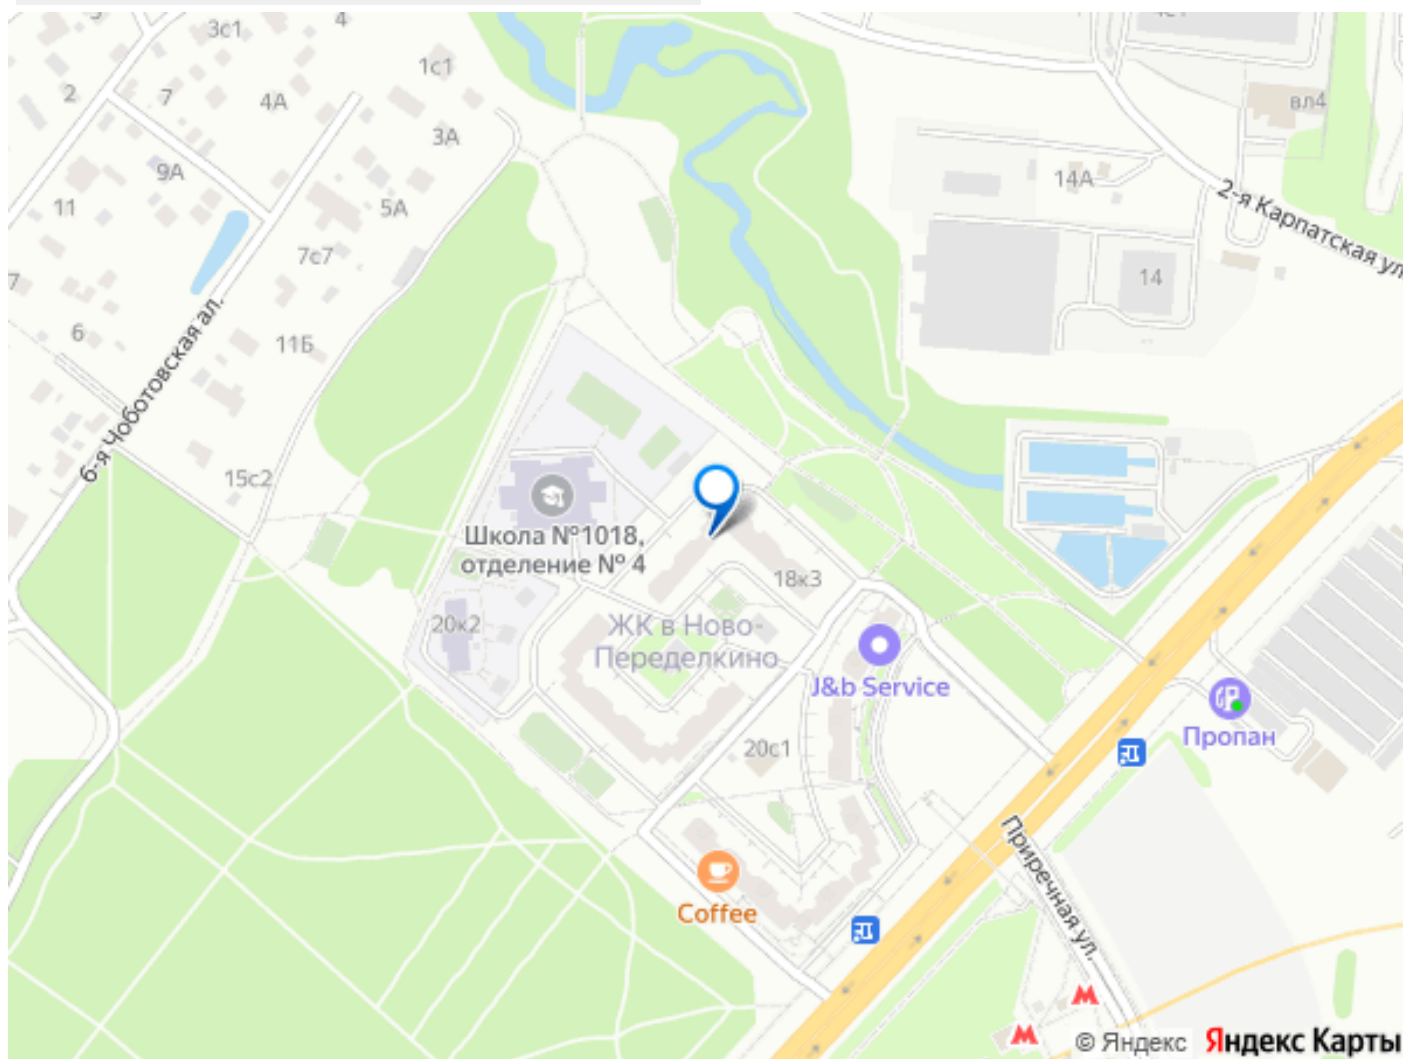 3с1
4
1с1
2
7
4А
вл4
3А
9А
14А
11
5А
2-я Карпатская ул.
7с7
7
14
6
11Б
6-я Чоботовская ал.
15с2
Школа №1018,
отделение № 4
18к3
20к2
ЖК в Ново-
Переделкино
J&b Service
Пропан
20с1
Приречная ул.
Coffee
© Яндекс Яндекс Карты